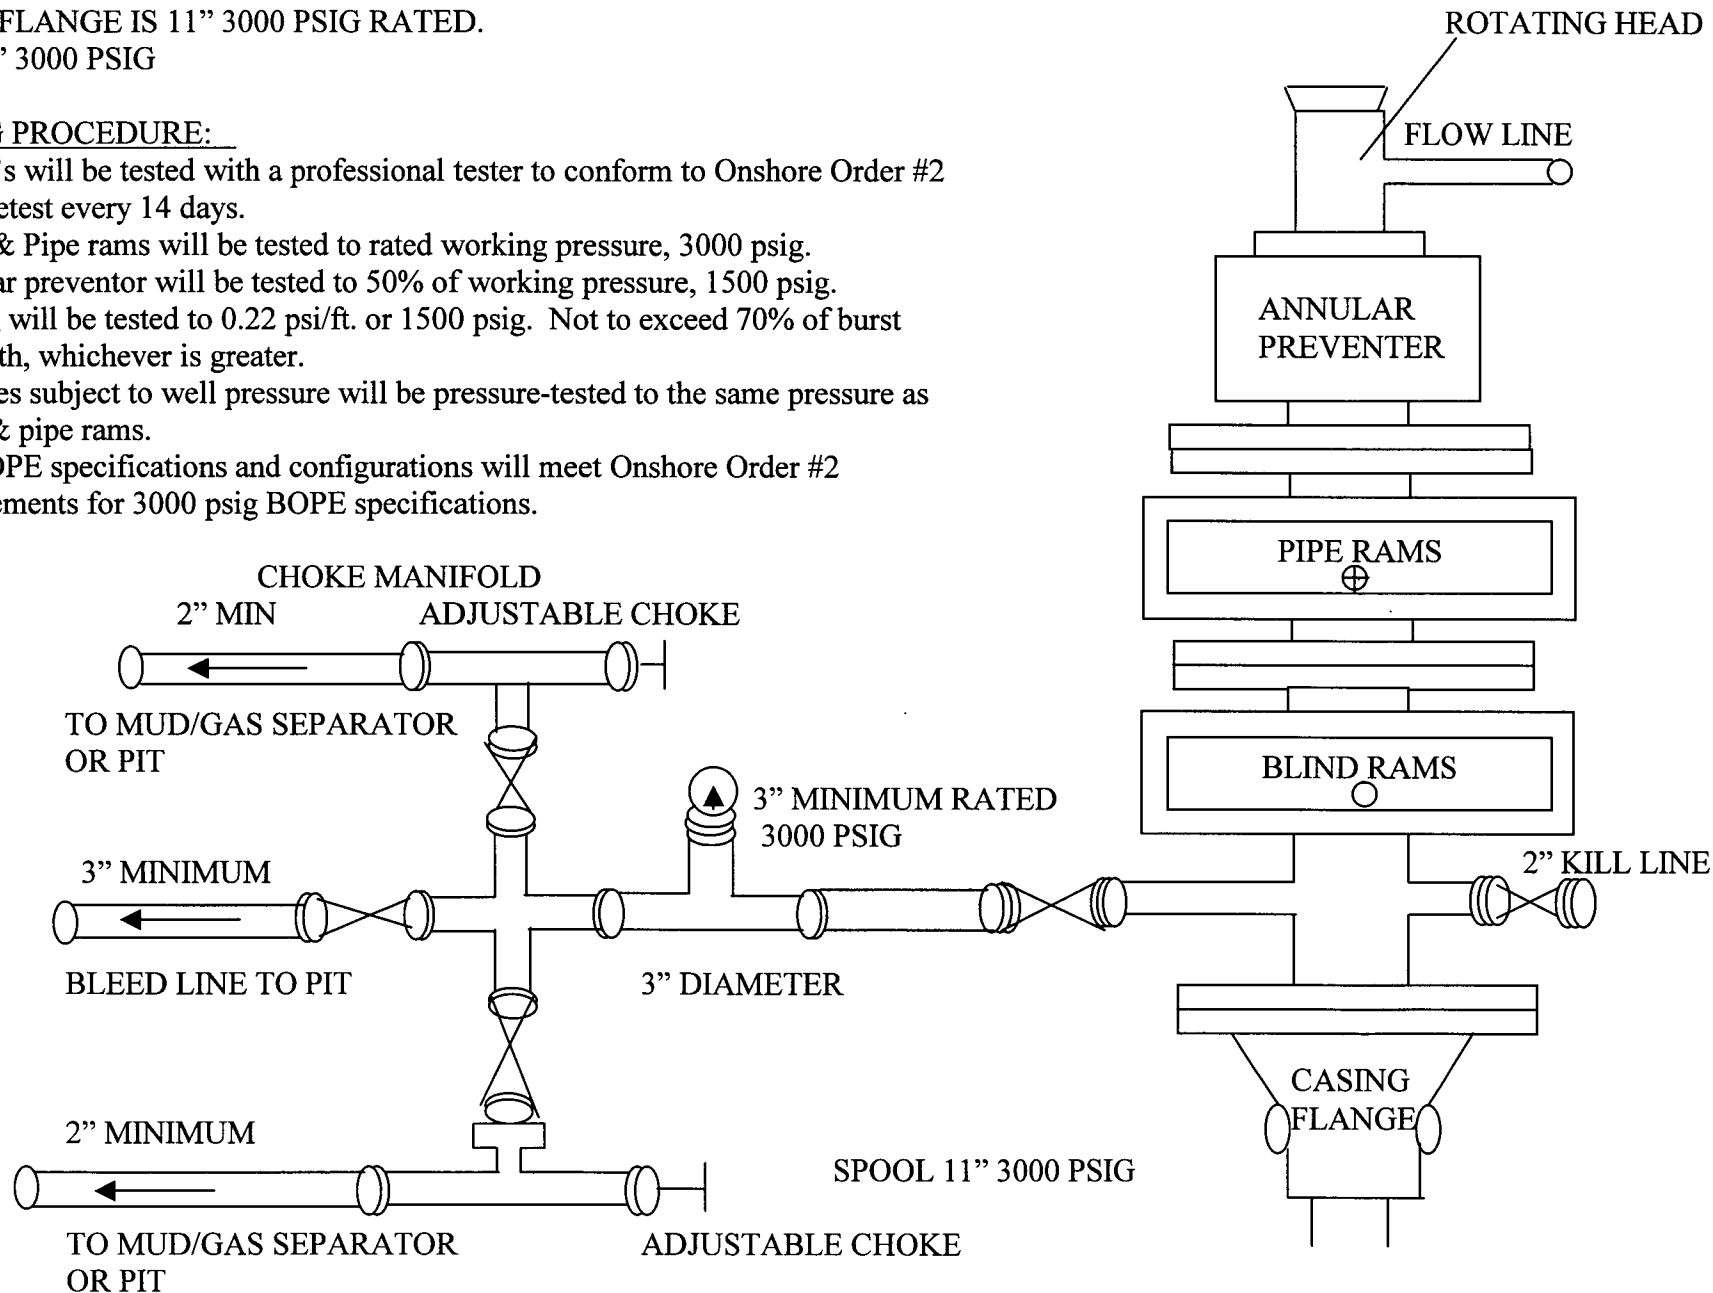 FLANGE IS 11” 3000 PSIG RATED.
” 3000 PSIG
G PROCEDURE:
’s will be tested with a professional tester to conform to Onshore Order #2
etest every 14 days.
& Pipe rams will be tested to rated working pressure, 3000 psig.
ar preventor will be tested to 50% of working pressure, 1500 psig.
will be tested to 0.22 psi/ft. or 1500 psig. Not to exceed 70% of burst
th, whichever is greater.
es subject to well pressure will be pressure-tested to the same pressure as
& pipe rams.
OPE specifications and configurations will meet Onshore Order #2
ements for 3000 psig BOPE specifications.
ROTATING HEAD
FLOW LINE
ANNULAR
PREVENTER
PIPE RAMS
BLIND RAMS
2” KILL LINE
CASING
FLANGE
CHOKE MANIFOLD
2” MIN
ADJUSTABLE CHOKE
TO MUD/GAS SEPARATOR
OR PIT
3” MINIMUM RATED
3000 PSIG
3” MINIMUM
BLEED LINE TO PIT
3” DIAMETER
2” MINIMUM
SPOOL 11” 3000 PSIG
TO MUD/GAS SEPARATOR
OR PIT
ADJUSTABLE CHOKE